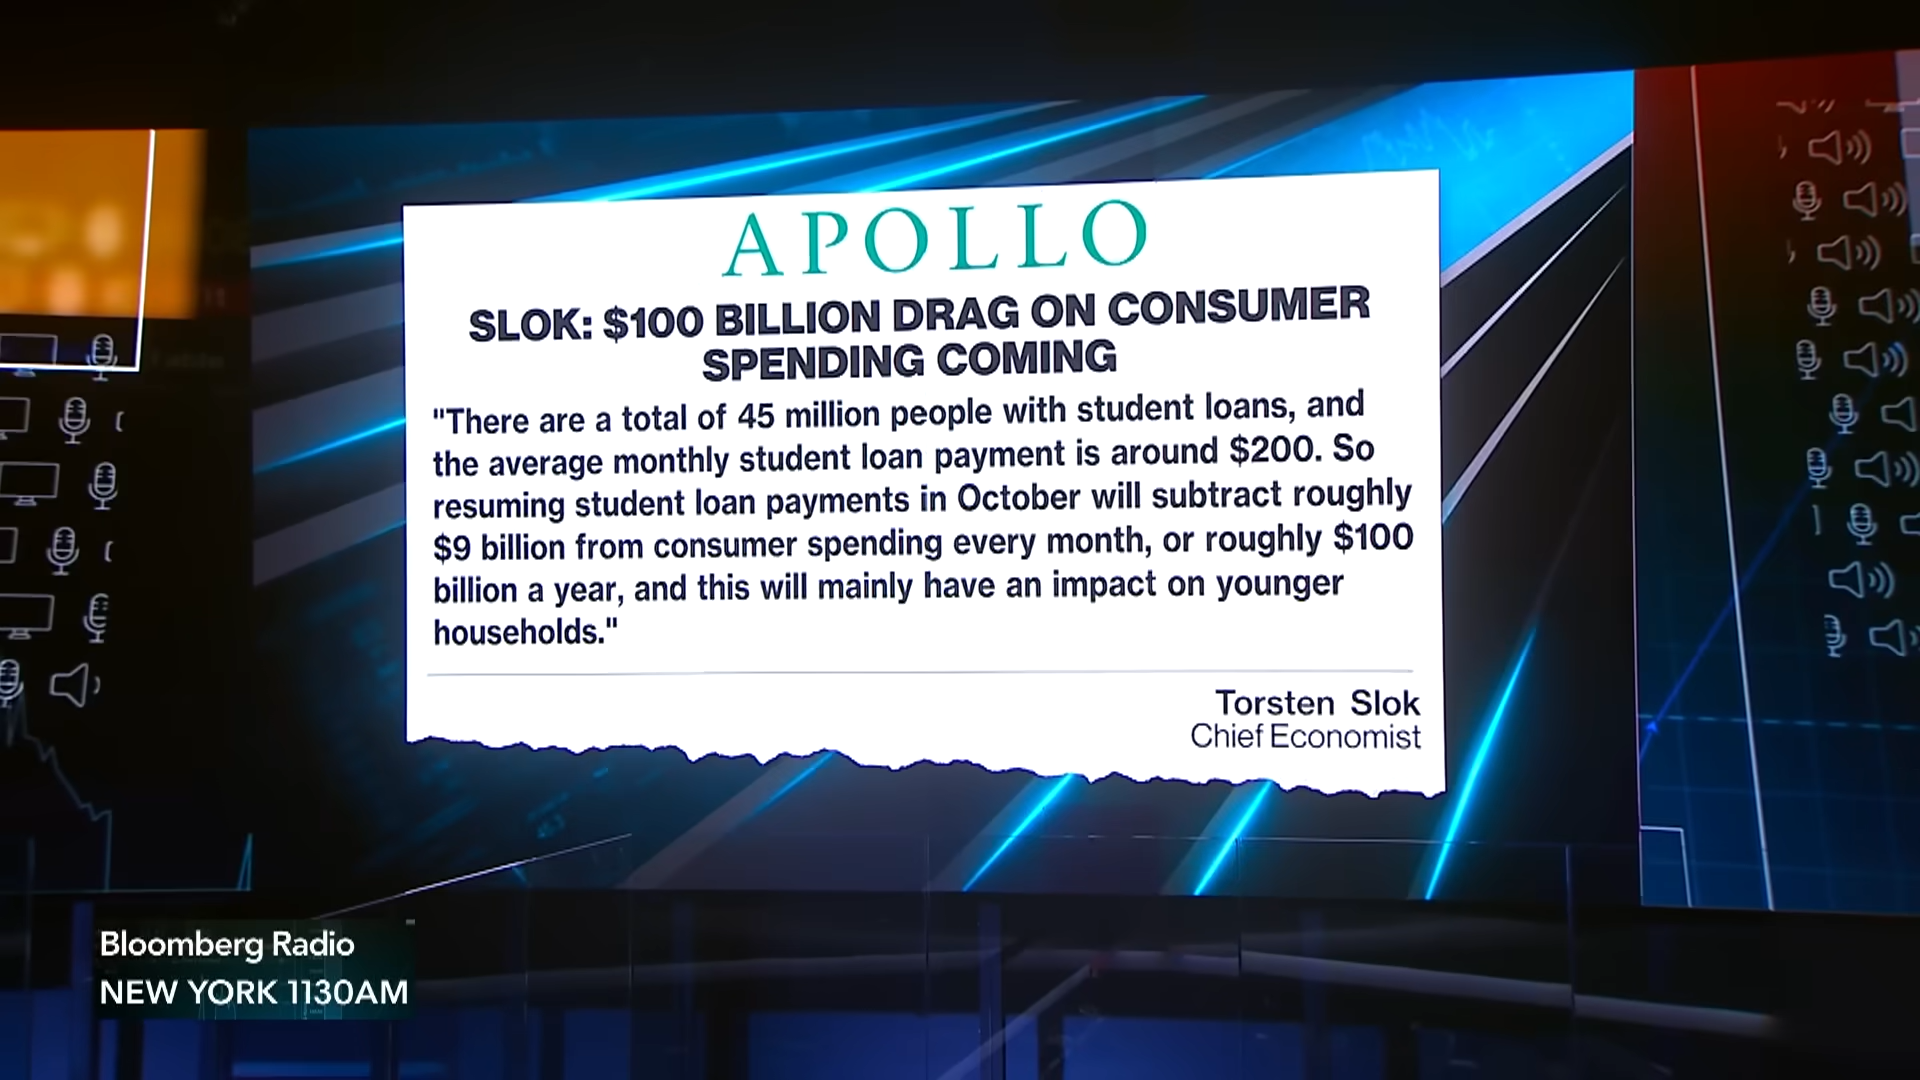 APOLLO
SLOK: $100 BILLION DRAG ON CONSUMER
SPENDING COMING
"There are a total of 45 million people with student loans, and
the average monthly student loan payment is around $200. So
resuming student loan payments in October will subtract roughly
$9 billion from consumer spending every month, or roughly $100
billion a year, and this will mainly have an impact on younger
households."
Torsten Slok
Chief Economist
Bloomberg Radio
NEW YORK 1130AM